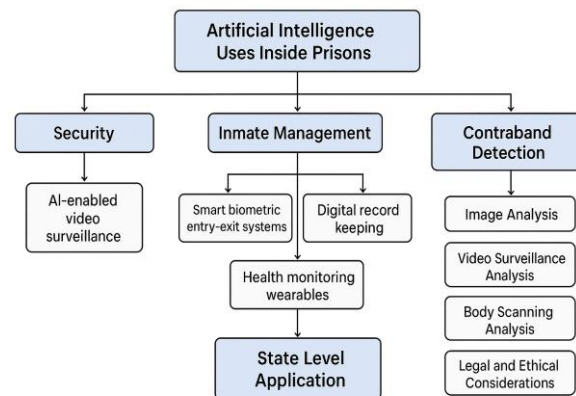 Artificial Intelligence
Uses Inside Prisons
Security
Inmate Management
Contraband
Detection
AI-enabled
video
surveillance
Smart biometric
entry-exit systems
Digital record
keeping
Health monitoring
wearables
State Level
Application
Image Analysis
Video Surveillance
Analysis
Body Scanning
Analysis
Legal and Ethical
Considerations